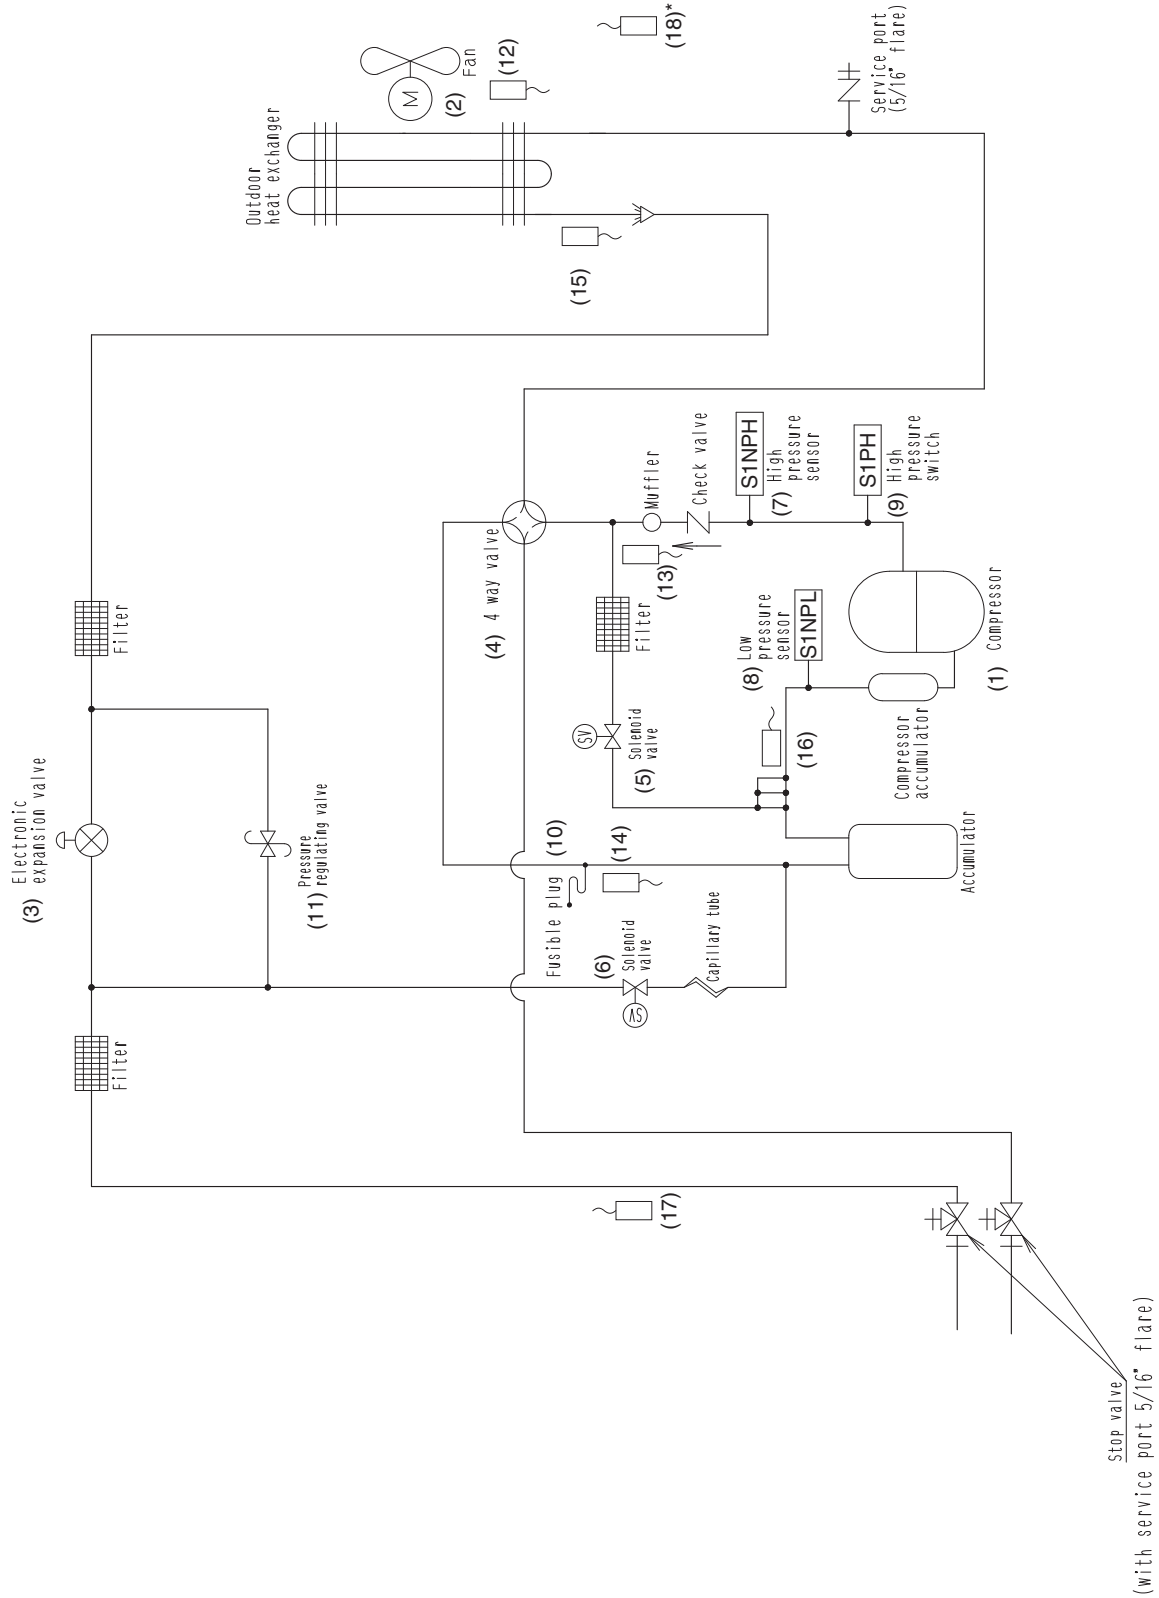 (3) Electronic
expansion valve
Filter
Filter
Pressure
(11) regulating valve
Outdoor
heat exchanger
M
(2)
Fan
(12)
(15)
(18)*
Service port
(5/16" flare)
(4) 4 way valve
Muffler
Check valve
S1NPH
(7) High
pressure
sensor
S1PH
(9) High
pressure
switch
(13)
Filter
SV
(5) Solenoid
valve
(8) Low
pressure
sensor
S1NPL
(16)
(1) Compressor
Compressor
accumulator
Accumulator
Fusible plug (10)
(14)
(6) Solenoid
valve
SV
Capillary tube
(17)
Stop valve
(with service port 5/16" flare)